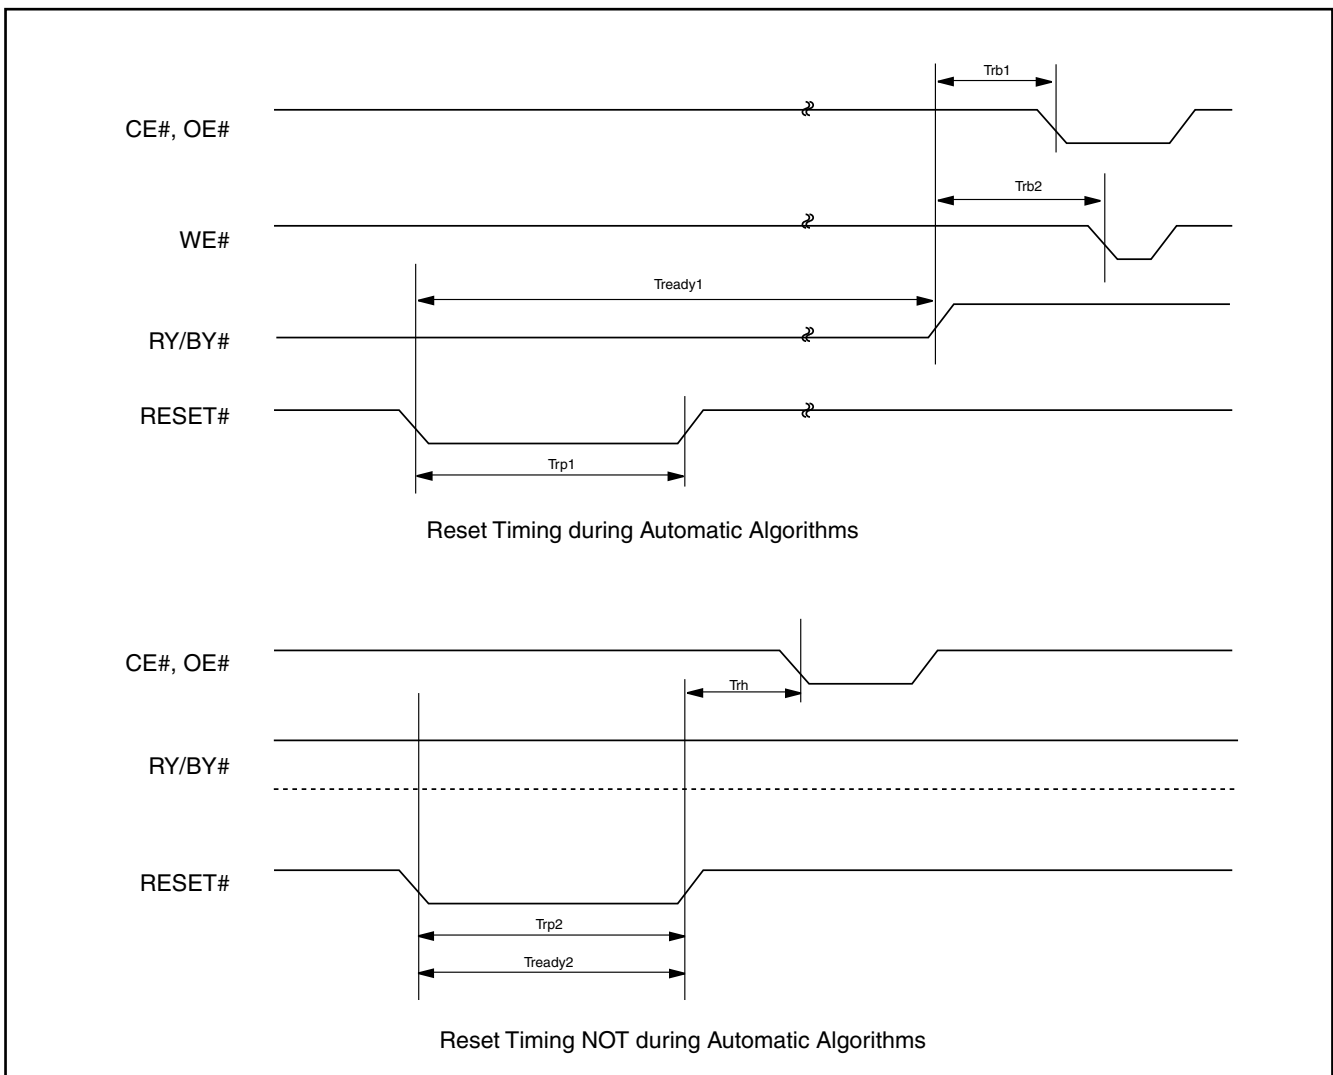 Trb1
CE#, OE#
Trb2
WE#
Tready1
RY/BY#
RESET#
Trp1
Reset Timing during Automatic Algorithms
CE#, OE#
Trh
RY/BY#
RESET#
Trp2
Tready2
Reset Timing NOT during Automatic Algorithms